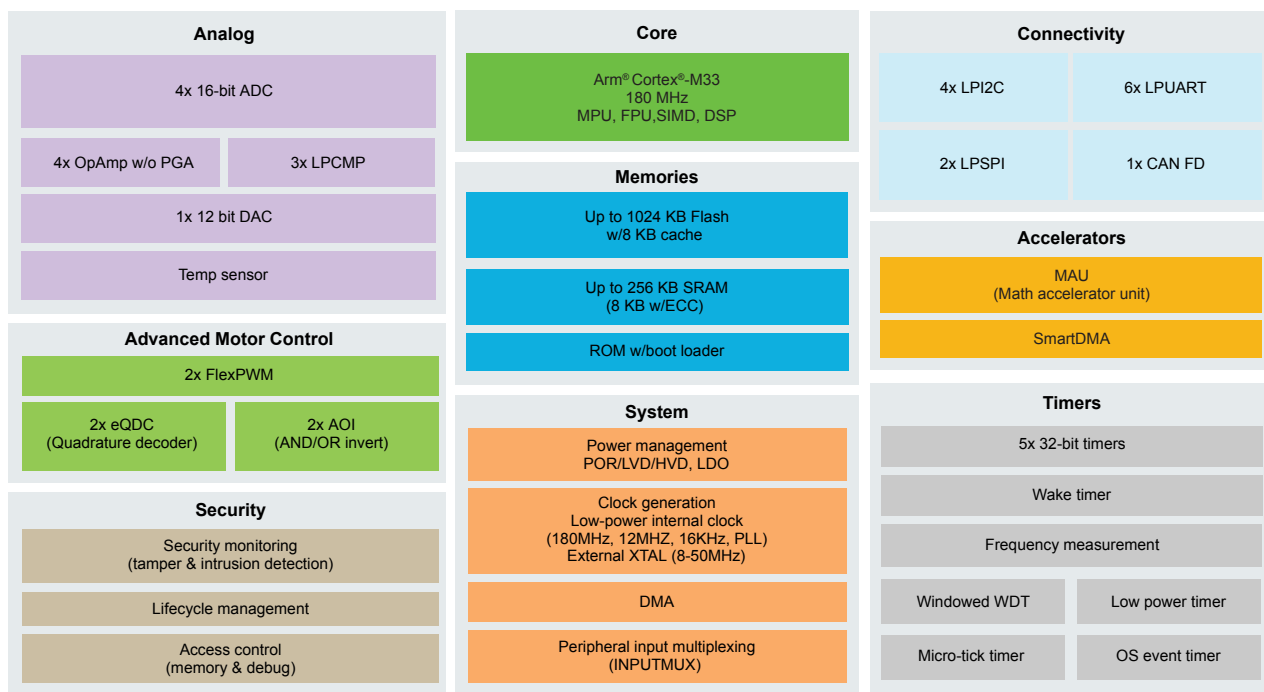 Analog
4x 16-bit ADC
4x OpAmp w/o PGA
3x LPCMP
1x 12 bit DAC
Temp sensor
Advanced Motor Control
2x FlexPWM
2x eQDC
(Quadrature decoder)
2x AOI
(AND/OR invert)
Security
Security monitoring
(tamper & intrusion detection)
Lifecycle management
Access control
(memory & debug)
Core
Arm® Cortex®-M33
180 MHz
MPU, FPU,SIMD, DSP
Memories
Up to 1024 KB Flash
w/8 KB cache
Up to 256 KB SRAM
(8 KB w/ECC)
ROM w/boot loader
System
Power management
POR/LVD/HVD, LDO
Clock generation
Low-power internal clock
(180MHz, 12MHZ, 16KHz, PLL)
External XTAL (8-50MHz)
DMA
Peripheral input multiplexing
(INPUTMUX)
Connectivity
4x LPI2C
6x LPUART
2x LPSPI
1x CAN FD
Accelerators
MAU
(Math accelerator unit)
SmartDMA
Timers
5x 32-bit timers
Wake timer
Frequency measurement
Windowed WDT
Low power timer
Micro-tick timer
OS event timer